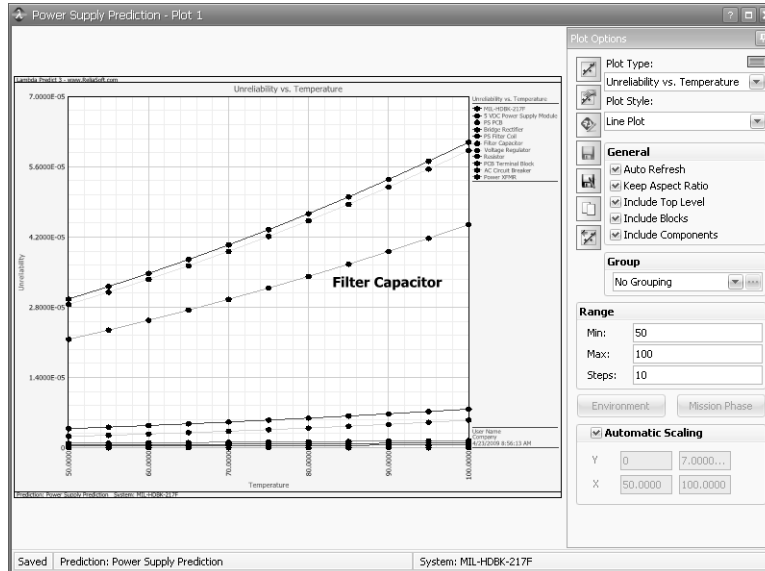 Power Supply Prediction - Plot 1
Plot Options
Lambda Predict 3 - www.ReliaSoft.com
Unreliability vs. Temperature
7.0000E-05
5.6000E-05
4.2000E-05
2.8000E-05
1.4000E-05
0
Unreliability
Filter Capacitor
50.0000
60.0000
70.0000
80.0000
90.0000
100.0000
Temperature
Unreliability vs. Temperature
MIL-HDBK-217F
5 VDC Power Supply Module
PS PCB
Bridge Rectifier
PS Filter Coil
Filter Capacitor
Voltage Regulator
Resistor
PCB Terminal Block
AC Circuit Breaker
Power XFMR
User Name
Company
4/23/2009 9:56:13 AM
Prediction: Power Supply Prediction System: MIL-HDBK-217F
Plot Type:
Unreliability vs. Temperature
Plot Style:
Line Plot
General
Auto Refresh
Keep Aspect Ratio
Include Top Level
Include Blocks
Include Components
Group
No Grouping
Range
Min: 50
Max: 100
Steps: 10
Environment Mission Phase
Automatic Scaling
Y 0 7.0000...
X 50.0000 100.0000
Saved Prediction: Power Supply Prediction System: MIL-HDBK-217F